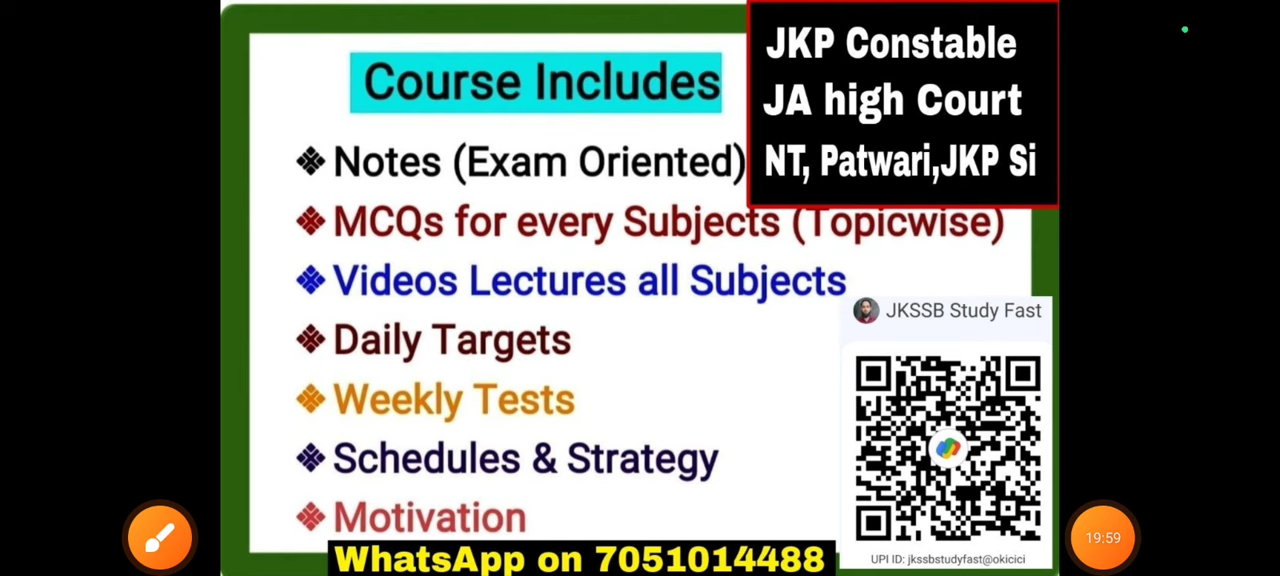 Course Includes
JKP Constable
JA high Court
NT, Patwari,JKP Si
❖ Notes (Exam Oriented)
❖ MCQs for every Subjects (Topicwise)
❖ Videos Lectures all Subjects
❖ Daily Targets
❖ Weekly Tests
❖ Schedules & Strategy
❖ Motivation
WhatsApp on 7051014488
JKSSB Study Fast
UPI ID: jkssbstudyfast@okicici
19:59